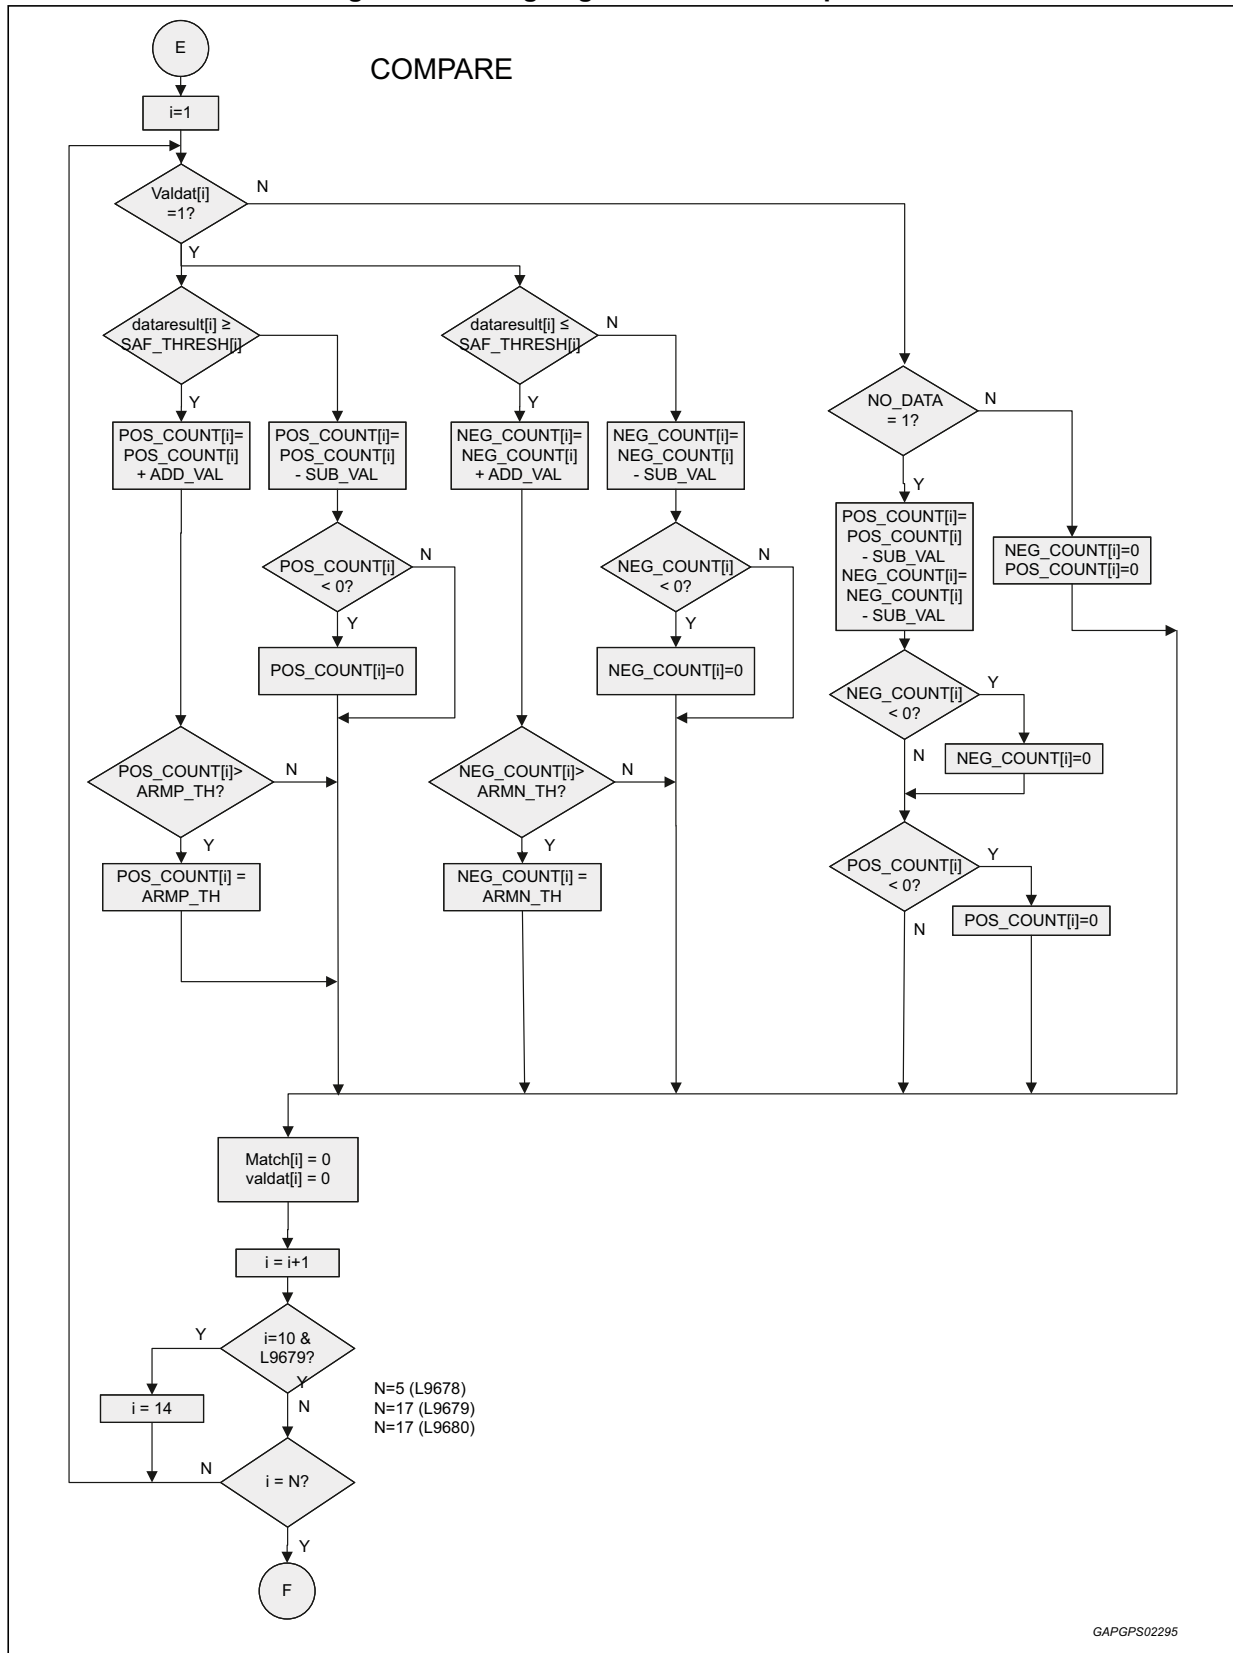 E
COMPARE
i=1
Valdat[i]
=1?
N
Y
dataresult[i] ≥
SAF_THRESH[i]
dataresult[i] ≤
SAF_THRESH[i]
N
Y
Y
NO_DATA
= 1?
N
Y
POS_COUNT[i]=
POS_COUNT[i]
+ ADD_VAL
POS_COUNT[i]=
POS_COUNT[i]
- SUB_VAL
NEG_COUNT[i]=
NEG_COUNT[i]
+ ADD_VAL
NEG_COUNT[i]=
NEG_COUNT[i]
- SUB_VAL
POS_COUNT[i]=
POS_COUNT[i]
- SUB_VAL
NEG_COUNT[i]=
NEG_COUNT[i]
- SUB_VAL
NEG_COUNT[i]=0
POS_COUNT[i]=0
POS_COUNT[i]
< 0?
N
Y
NEG_COUNT[i]
< 0?
N
Y
POS_COUNT[i]=0
NEG_COUNT[i]=0
NEG_COUNT[i]
< 0?
Y
N
NEG_COUNT[i]=0
POS_COUNT[i]>
ARMP_TH?
N
Y
NEG_COUNT[i]>
ARMN_TH?
N
Y
POS_COUNT[i] =
ARMP_TH
NEG_COUNT[i] =
ARMN_TH
POS_COUNT[i]
< 0?
Y
N
POS_COUNT[i]=0
Match[i] = 0
valdat[i] = 0
i = i+1
i=10 &
L9679?
Y
Y
N
i = 14
N=5 (L9678)
N=17 (L9679)
N=17 (L9680)
i = N?
N
Y
F
GAPGPS02295